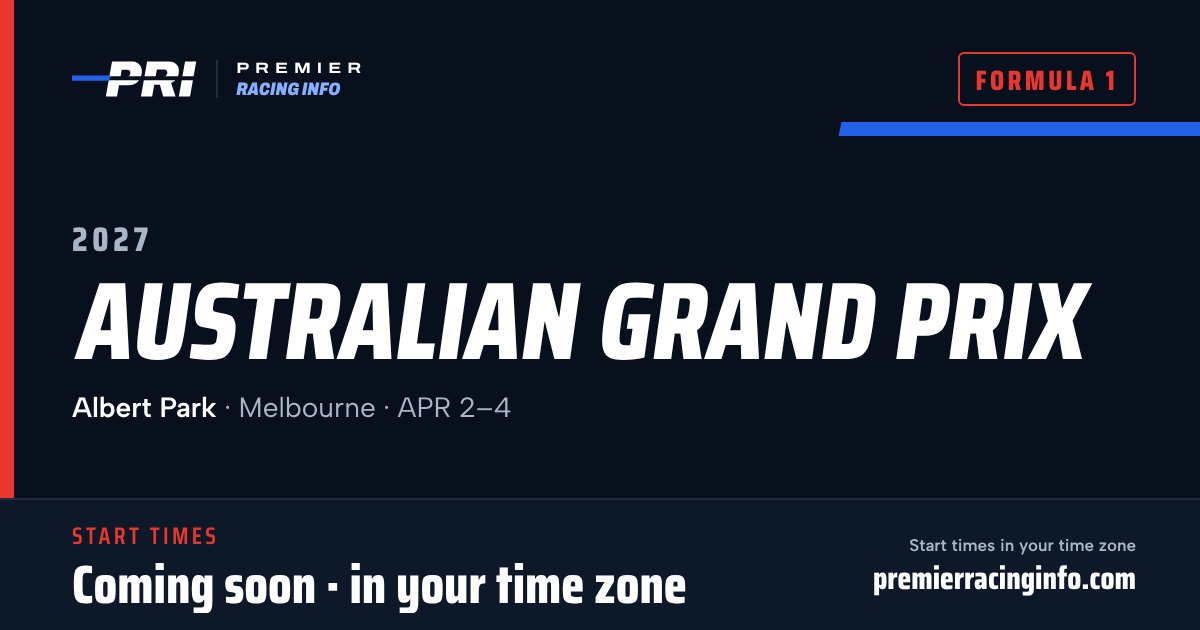 PRI
PREMIER
RACING INFO
FORMULA 1
2027
AUSTRALIAN GRAND PRIX
Albert Park · Melbourne · APR 2–4
START TIMES
Coming soon · in your time zone
Start times in your time zone
premierracinginfo.com